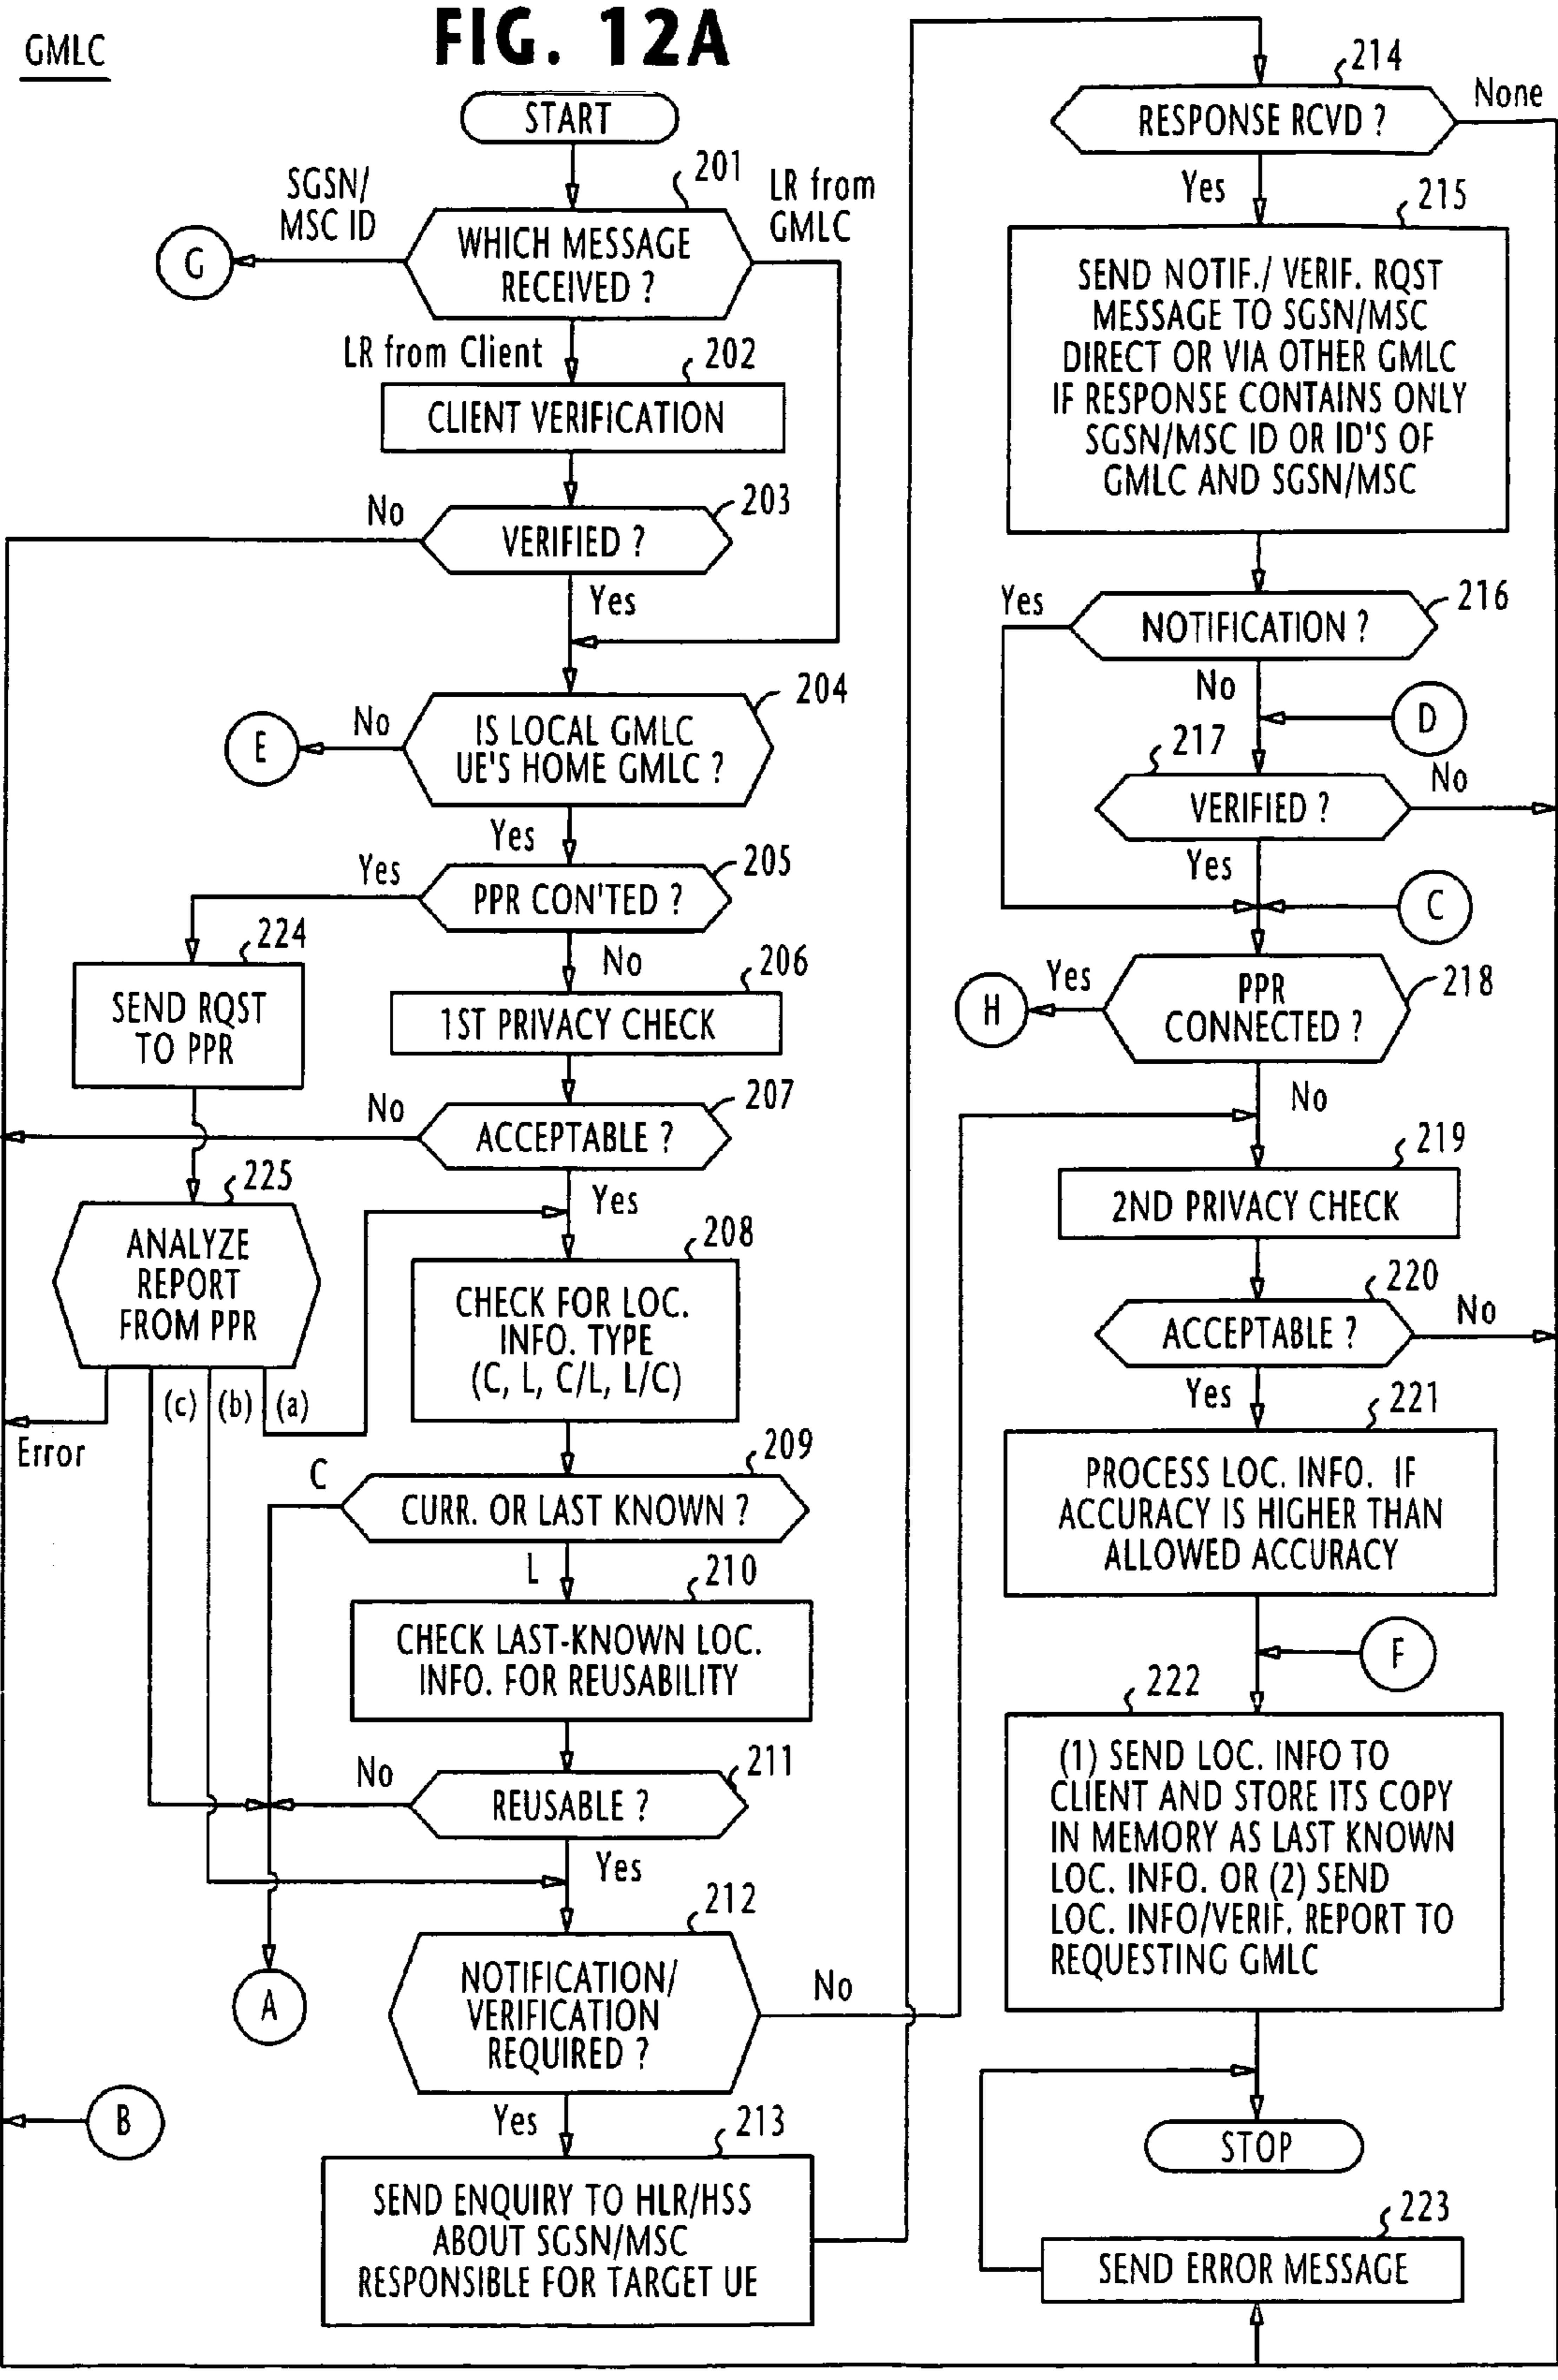 GMLC
FIG. 12A
START
201
SGSN/
MSC ID
LR from
GMLC
G
WHICH MESSAGE
RECEIVED ?
LR from Client
202
CLIENT VERIFICATION
203
No
VERIFIED ?
Yes
204
E
No
IS LOCAL GMLC
UE'S HOME GMLC ?
Yes
205
Yes
PPR CON'TED ?
No
224
SEND RQST
TO PPR
206
1ST PRIVACY CHECK
207
No
ACCEPTABLE ?
Yes
225
ANALYZE
REPORT
FROM PPR
Error
(c)
(b)
(a)
208
CHECK FOR LOC.
INFO. TYPE
(C, L, C/L, L/C)
209
C
CURR. OR LAST KNOWN ?
L
210
CHECK LAST-KNOWN LOC.
INFO. FOR REUSABILITY
211
No
REUSABLE ?
Yes
212
A
NOTIFICATION/
VERIFICATION
REQUIRED ?
No
Yes
B
213
SEND ENQUIRY TO HLR/HSS
ABOUT SGSN/MSC
RESPONSIBLE FOR TARGET UE
214
RESPONSE RCVD ?
None
Yes
215
SEND NOTIF./ VERIF. RQST
MESSAGE TO SGSN/MSC
DIRECT OR VIA OTHER GMLC
IF RESPONSE CONTAINS ONLY
SGSN/MSC ID OR ID'S OF
GMLC AND SGSN/MSC
216
Yes
NOTIFICATION ?
No
D
217
VERIFIED ?
No
Yes
C
218
H
Yes
PPR
CONNECTED ?
No
219
2ND PRIVACY CHECK
220
ACCEPTABLE ?
No
Yes
221
PROCESS LOC. INFO. IF
ACCURACY IS HIGHER THAN
ALLOWED ACCURACY
F
222
(1) SEND LOC. INFO TO
CLIENT AND STORE ITS COPY
IN MEMORY AS LAST KNOWN
LOC. INFO. OR (2) SEND
LOC. INFO/VERIF. REPORT TO
REQUESTING GMLC
STOP
223
SEND ERROR MESSAGE